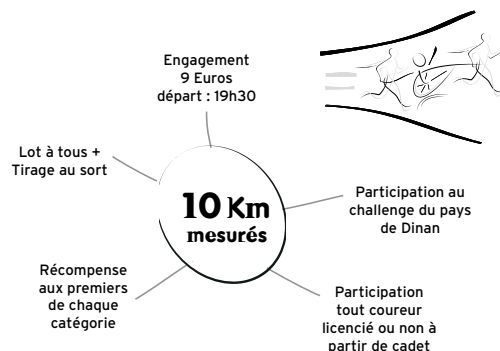 Engagement
9 Euros
départ : 19h30
Lot à tous +
Tirage au sort
10 Km
mesurés
Participation au
challenge du pays
de Dinan
Récompense
aux premiers
de chaque
catégorie
Participation
tout coureur
licencié ou non à
partir de cadet